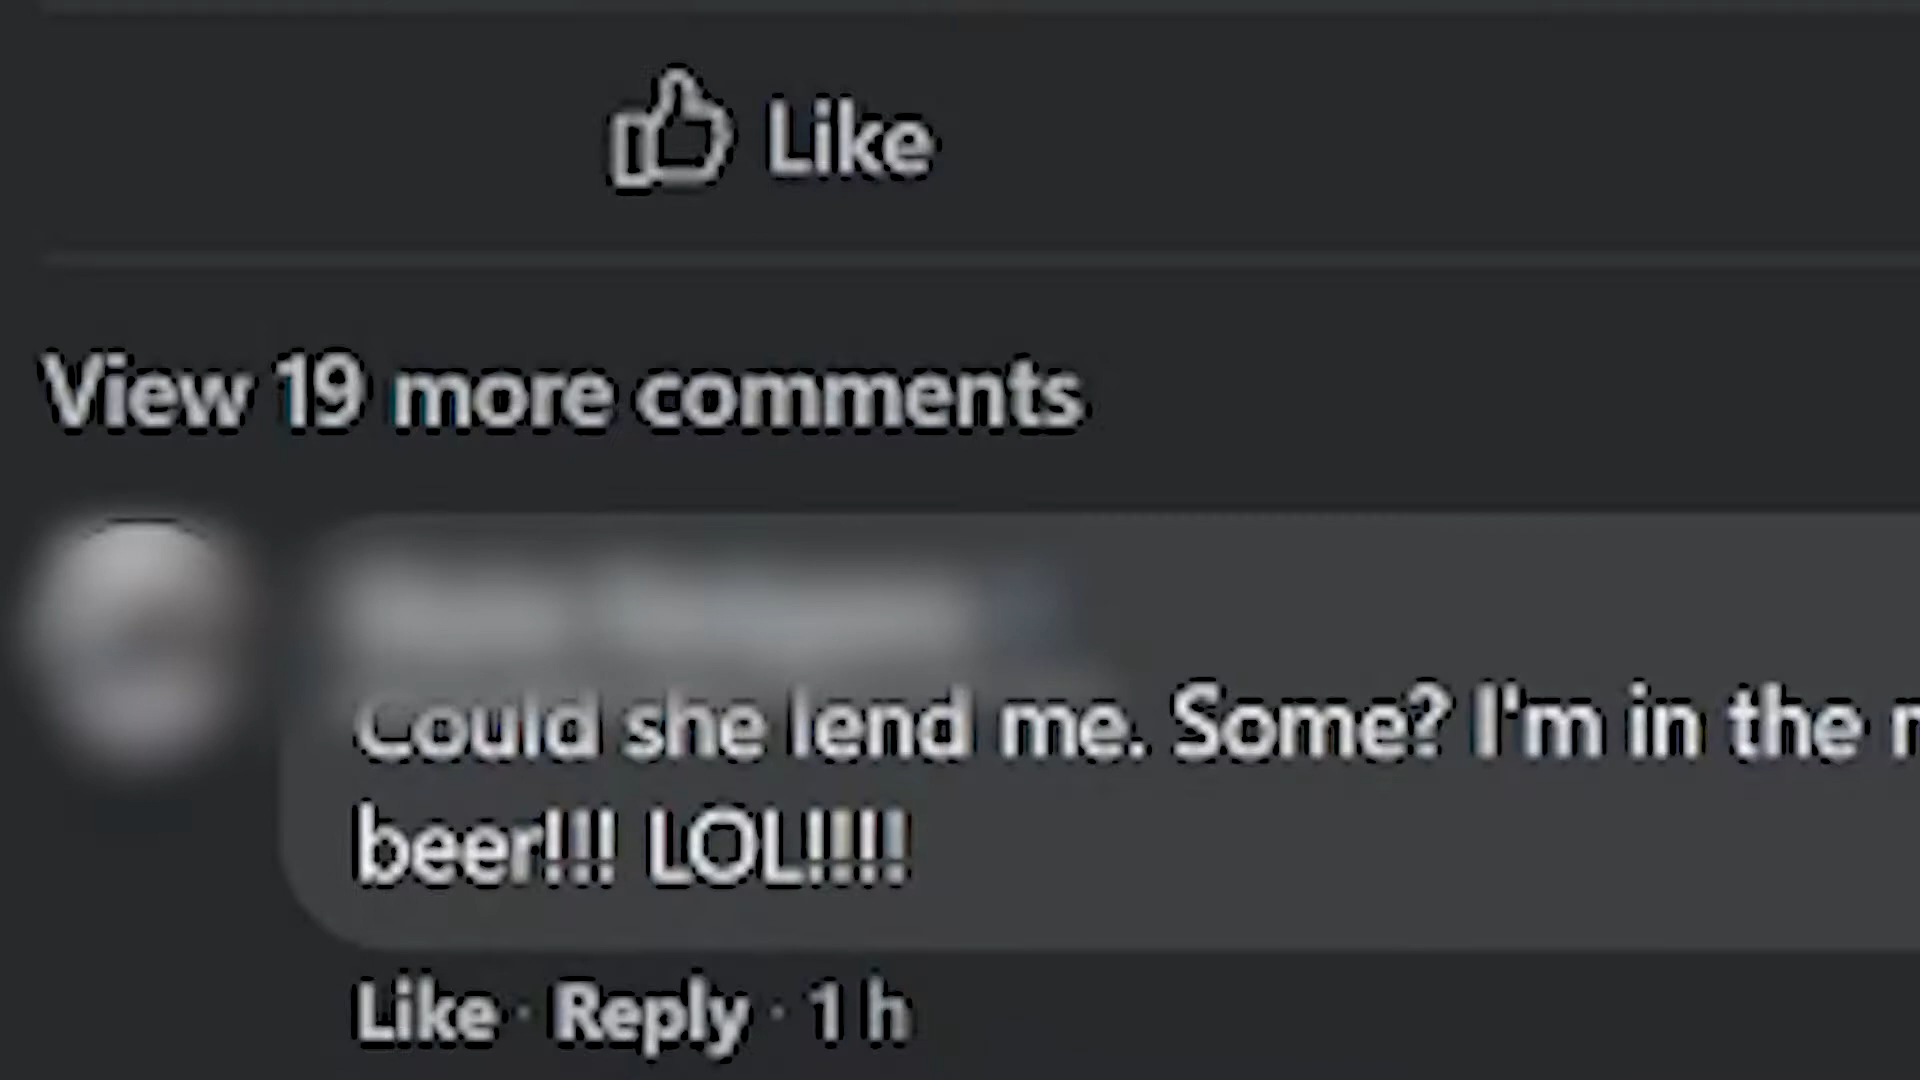 Like
View 19 more comments
Could she lend me. Some? I'm in the
beer!!! LOL!!!!
Like · Reply · 1 h